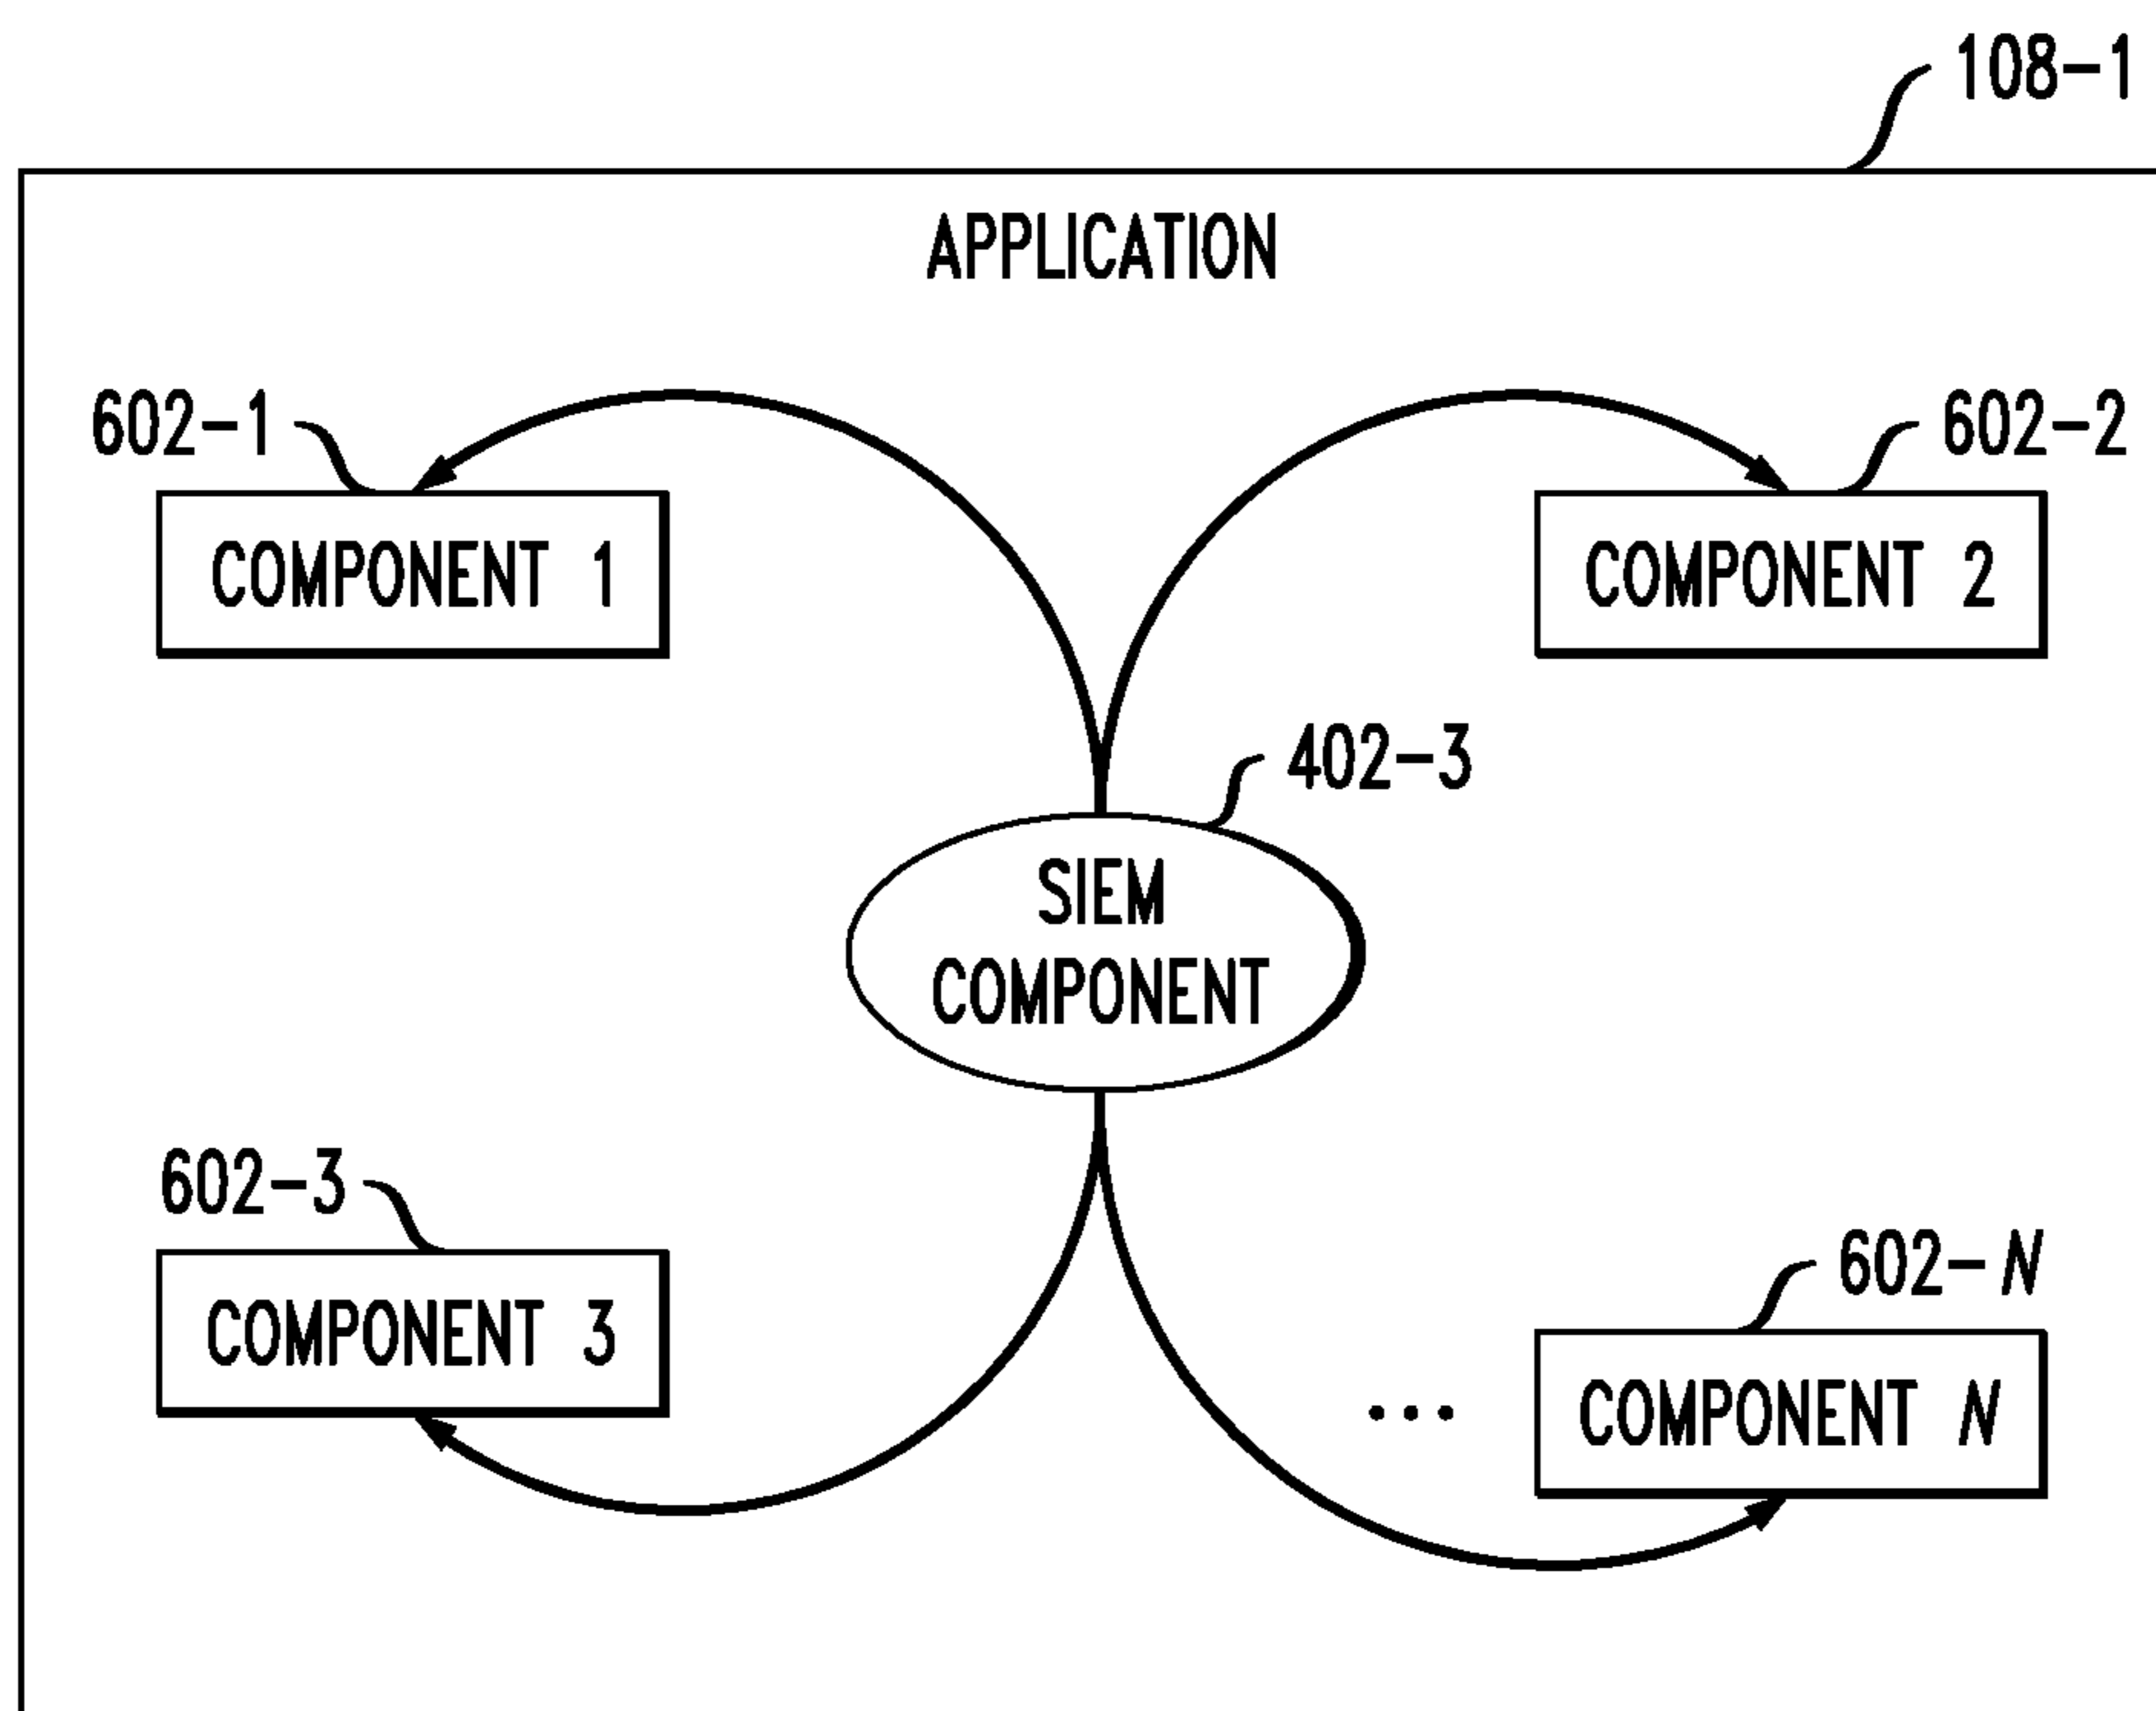 108-1
APPLICATION
602-1
602-2
COMPONENT 1
COMPONENT 2
402-3
SIEM
COMPONENT
602-3
602-N
COMPONENT 3
... COMPONENT N